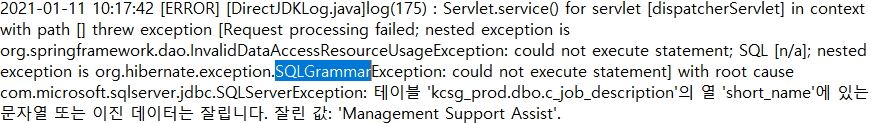 2021-01-11 10:17:42 [ERROR] [DirectJDKLog.java]log(175) : Servlet.service() for servlet [dispatcherServlet] in context
with path [] threw exception [Request processing failed; nested exception is
org.springframework.dao.InvalidDataAccessResourceUsageException: could not execute statement; SQL [n/a]; nested
exception is org.hibernate.exception.SQLGrammarException: could not execute statement] with root cause
com.microsoft.sqlserver.jdbc.SQLServerException: 테이블 'kcsg_prod.dbo.c_job_description'의 열 'short_name'에 있는
문자열 또는 이진 데이터는 잘립니다. 잘린 값: 'Management Support Assist'.